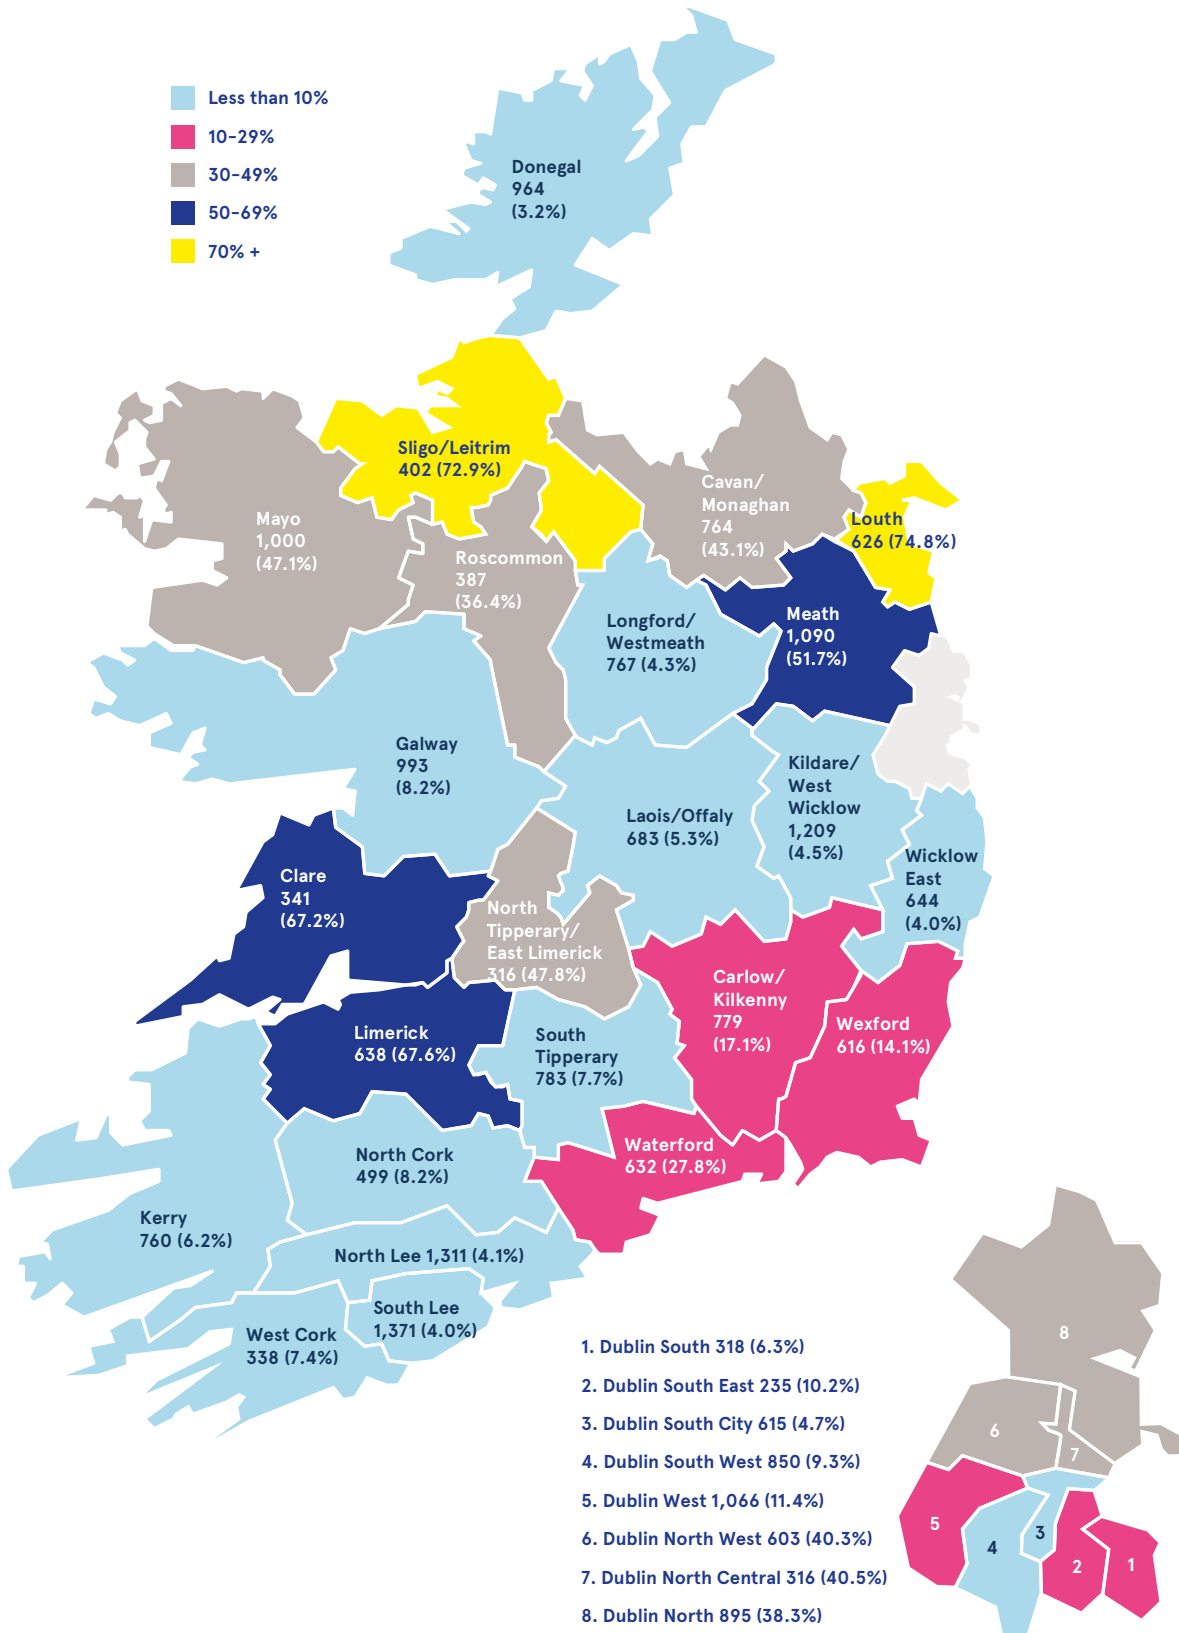 Less than 10%
10-29%
30-49%
50-69%
70% +
Donegal
964
(3.2%)
Sligo/Leitrim
402 (72.9%)
Mayo
1,000
(47.1%)
Roscommon
387
(36.4%)
Cavan/
Monaghan
764
(43.1%)
Louth
626 (74.8%)
Longford/
Westmeath
767 (4.3%)
Meath
1,090
(51.7%)
Galway
993
(8.2%)
Laois/Offaly
683 (5.3%)
Kildare/
West
Wicklow
1,209
(4.5%)
Wicklow
East
644
(4.0%)
Clare
341
(67.2%)
North
Tipperary/
East Limerick
316 (47.8%)
Carlow/
Kilkenny
779
(17.1%)
Wexford
616 (14.1%)
Limerick
638 (67.6%)
South
Tipperary
783 (7.7%)
Waterford
632 (27.8%)
North Cork
499 (8.2%)
Kerry
760 (6.2%)
North Lee 1,311 (4.1%)
South Lee
1,371 (4.0%)
West Cork
338 (7.4%)
1. Dublin South 318 (6.3%)
2. Dublin South East 235 (10.2%)
3. Dublin South City 615 (4.7%)
4. Dublin South West 850 (9.3%)
5. Dublin West 1,066 (11.4%)
6. Dublin North West 603 (40.3%)
7. Dublin North Central 316 (40.5%)
8. Dublin North 895 (38.3%)
8
6
7
5
3
4
2
1